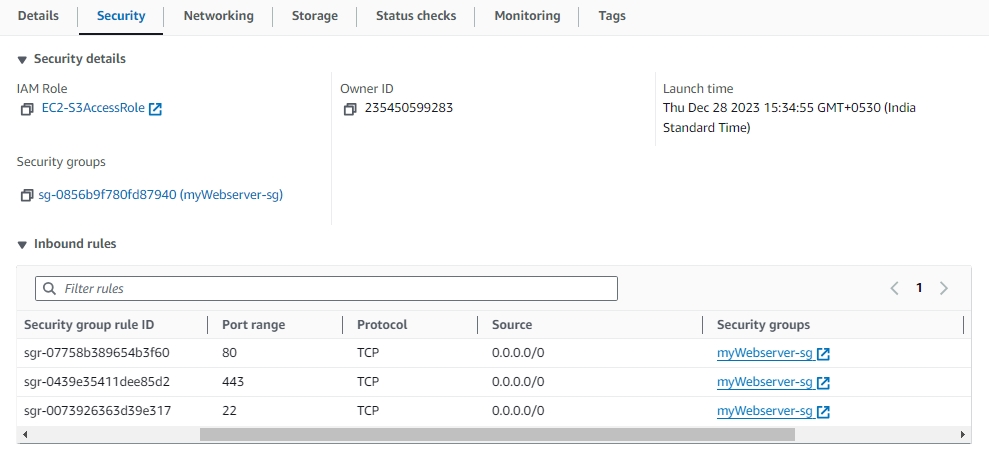 Details Security Networking Storage Status checks Monitoring Tags
Security details
IAM Role Owner ID Launch time
EC2-S3AccessRole 235450599283 Thu Dec 28 2023 15:34:55 GMT+0530 (India
Standard Time)
Security groups
sg-0856b9f780fd87940 (myWebserver-sg)
Inbound rules
Filter rules 1
Security group rule ID Port range Protocol Source Security groups
sgr-07758b389654b3f60 80 TCP 0.0.0.0/0 myWebserver-sg
sgr-0439e35411dee85d2 443 TCP 0.0.0.0/0 myWebserver-sg
sgr-0073926363d39e317 22 TCP 0.0.0.0/0 myWebserver-sg